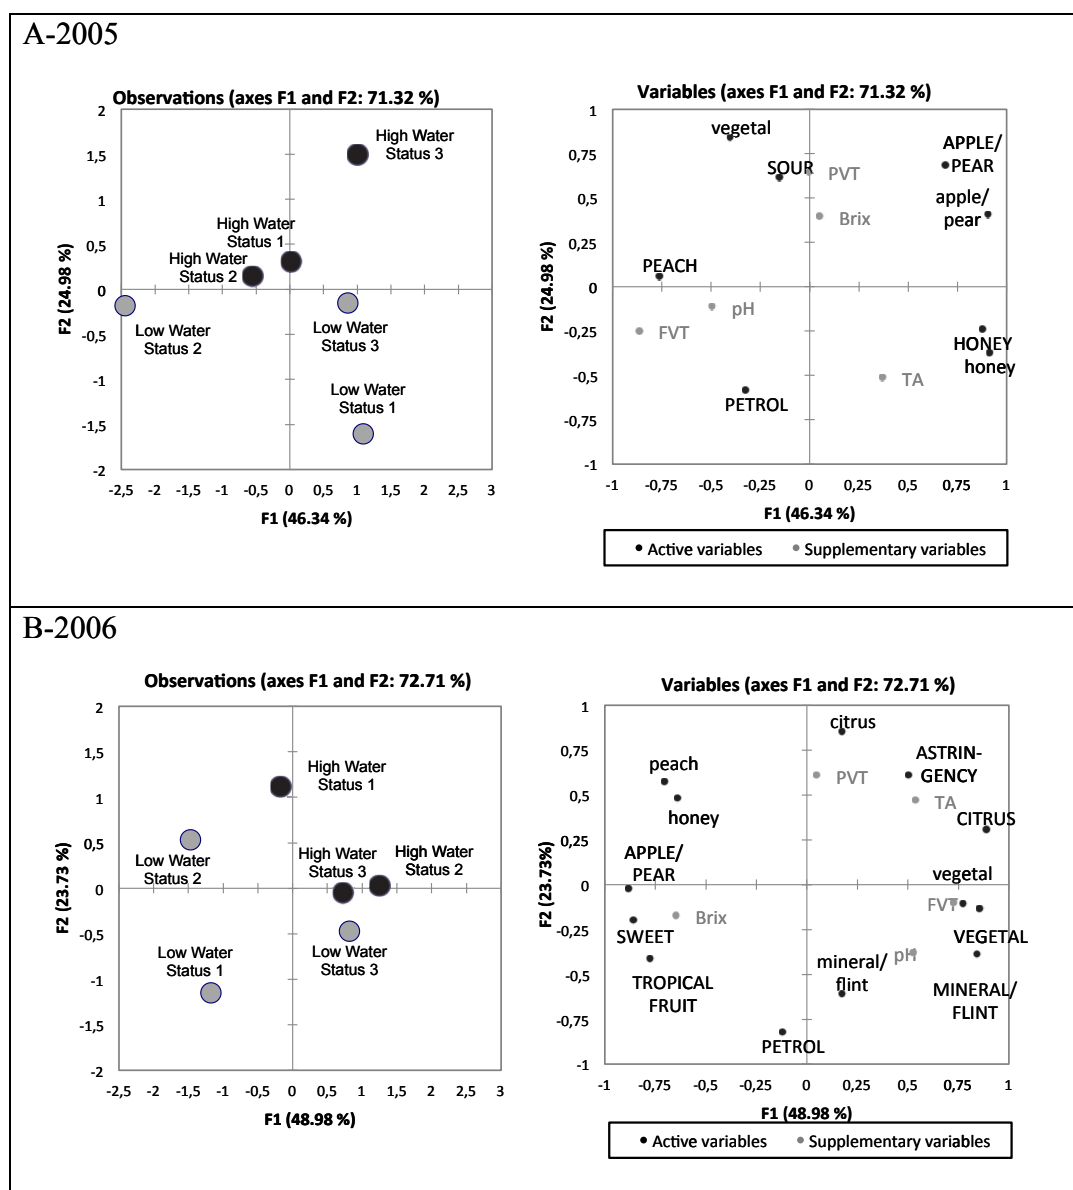 A-2005
Observations (axes F1 and F2: 71.32 %)
2
1,5
1
0,5
0
-0,5
-1
-1,5
-2
F2 (24.98 %)
High Water
Status 3
High Water
Status 1
High Water
Status 2
Low Water
Status 2
Low Water
Status 3
Low Water
Status 1
-2,5 -2 -1,5 -1 -0,5 0 0,5 1 1,5 2 2,5 3
F1 (46.34 %)
Variables (axes F1 and F2: 71.32 %)
1
0,75
0,5
0,25
0
-0,25
-0,5
-0,75
-1
F2 (24.98 %)
vegetal
APPLE/
PEAR
SOUR
PVT
apple/
pear
Brix
PEACH
pH
FVT
HONEY
honey
TA
PETROL
-1 -0,75 -0,5 -0,25 0 0,25 0,5 0,75 1
F1 (46.34 %)
Active variables Supplementary variables
B-2006
Observations (axes F1 and F2: 72.71 %)
2
1,5
1
0,5
0
-0,5
-1
-1,5
-2
F2 (23.73 %)
High Water
Status 1
Low Water
Status 2
High Water
Status 3
High Water
Status 2
Low Water
Status 1
Low Water
Status 3
-2,5 -2 -1,5 -1 -0,5 0 0,5 1 1,5 2 2,5 3
F1 (48.98 %)
Variables (axes F1 and F2: 72.71 %)
1
0,75
0,5
0,25
0
-0,25
-0,5
-0,75
-1
F2 (23.73%)
citrus
peach
PVT
ASTRIN-
GENCY
honey
TA
CITRUS
APPLE/
PEAR
vegetal
FVT
Brix
SWEET
VEGETAL
pH
mineral/
flint
TROPICAL
FRUIT
MINERAL/
FLINT
PETROL
-1 -0,75 -0,5 -0,25 0 0,25 0,5 0,75 1
F1 (48.98 %)
Active variables Supplementary variables